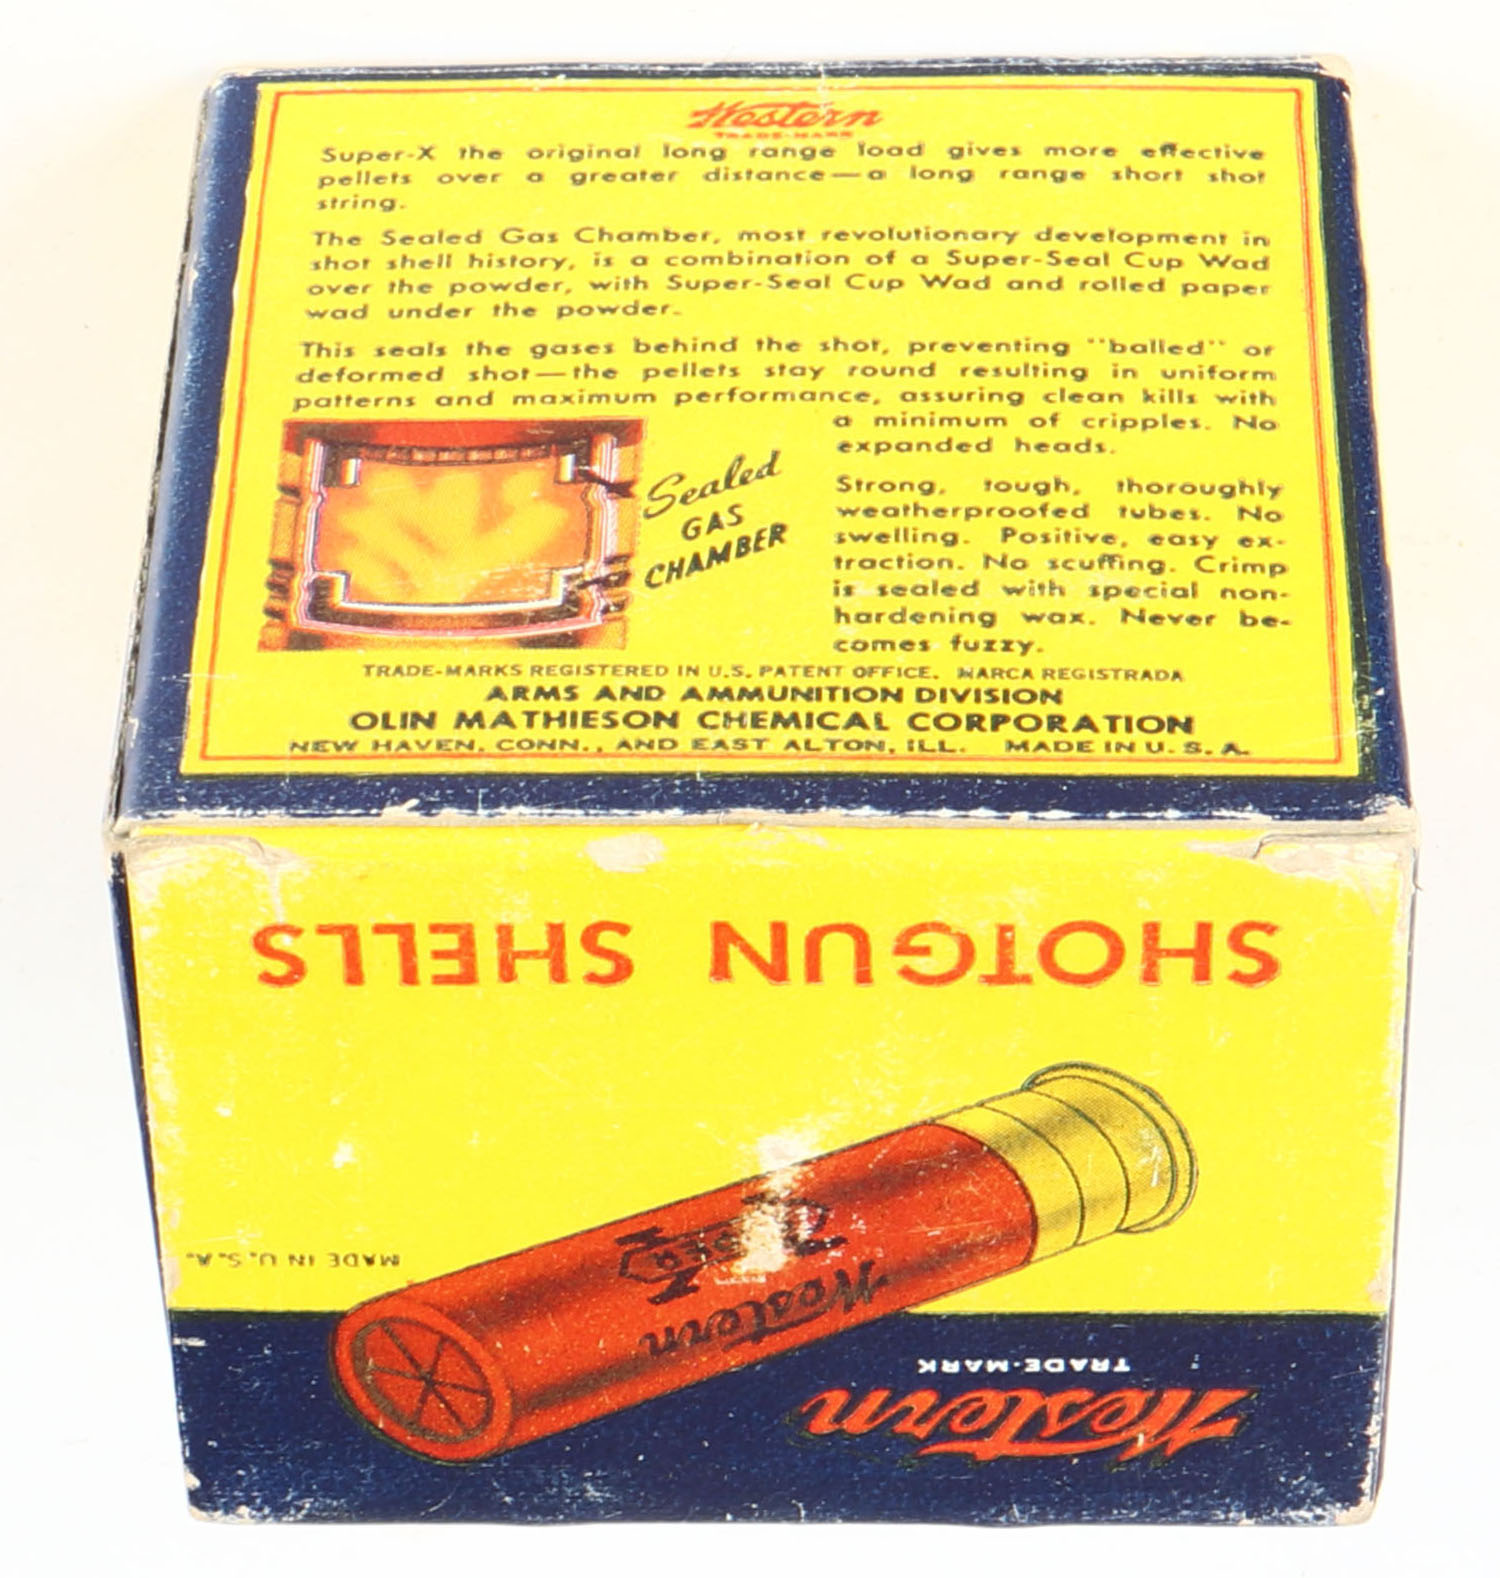 Western
TRADE-MARK
Super-X the original long range load gives more effective
pellets over a greater distance—a long range short shot
string.
The Sealed Gas Chamber, most revolutionary development in
shot shell history, is a combination of a Super-Seal Cup Wad
over the powder, with Super-Seal Cup Wad and rolled paper
wad under the powder.
This seals the gases behind the shot, preventing "balled" or
deformed shot—the pellets stay round resulting in uniform
patterns and maximum performance, assuring clean kills with
a minimum of cripples. No
expanded heads.
Sealed
GAS
CHAMBER
Strong, tough, thoroughly
weatherproofed tubes. No
swelling. Positive, easy ex-
traction. No scuffing. Crimp
is sealed with special non-
hardening wax. Never be-
comes fuzzy.
TRADE-MARKS REGISTERED IN U.S. PATENT OFFICE. MARCA REGISTRADA
ARMS AND AMMUNITION DIVISION
OLIN MATHIESON CHEMICAL CORPORATION
NEW HAVEN, CONN., AND EAST ALTON, ILL. MADE IN U.S.A.
Western
TRADE-MARK
Western
SUPER X
MADE IN U.S.A.
SHOTGUN SHELLS